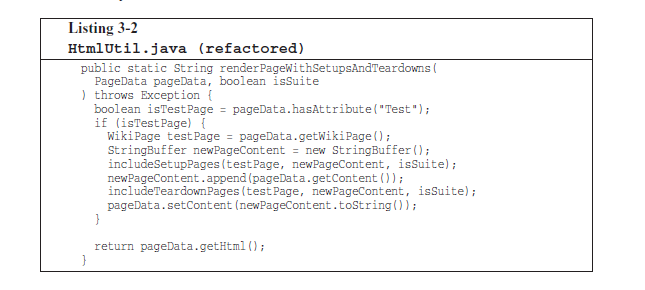 Listing 3-2
HtmlUtil.java (refactored)
public static String renderPageWithSetupsAndTeardowns(
PageData pageData, boolean isSuite
) throws Exception {
boolean isTestPage = pageData.hasAttribute("Test");
if (isTestPage) {
WikiPage testPage = pageData.getWikiPage();
StringBuffer newPageContent = new StringBuffer();
includeSetupPages(testPage, newPageContent, isSuite);
newPageContent.append(pageData.getContent());
includeTeardownPages(testPage, newPageContent, isSuite);
pageData.setContent(newPageContent.toString());
}
return pageData.getHtml();
}